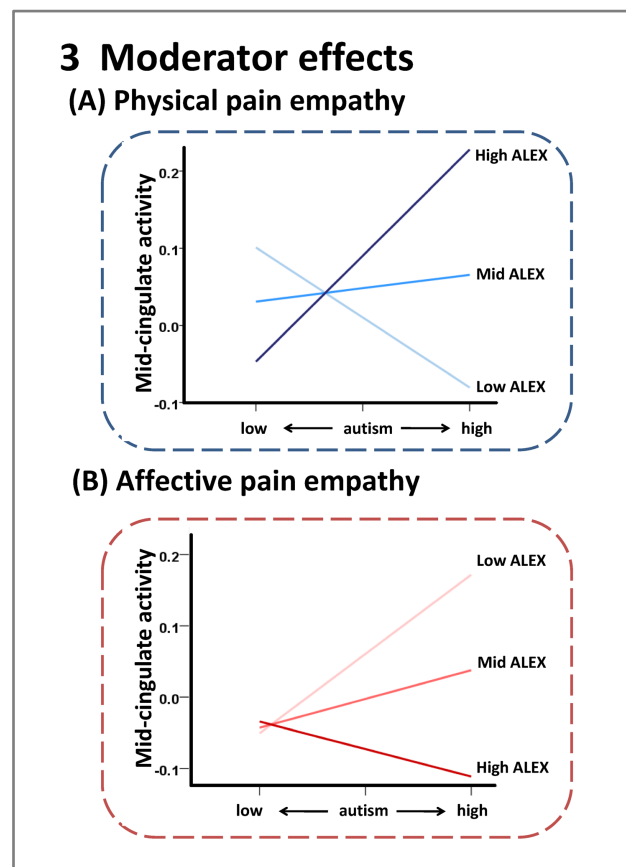 3 Moderator effects
(A) Physical pain empathy
Mid-cingulate activity
0.2
0.1
0.0
-0.1
High ALEX
Mid ALEX
Low ALEX
low ← autism → high
(B) Affective pain empathy
Mid-cingulate activity
0.2
0.1
0.0
-0.1
Low ALEX
Mid ALEX
High ALEX
low ← autism → high